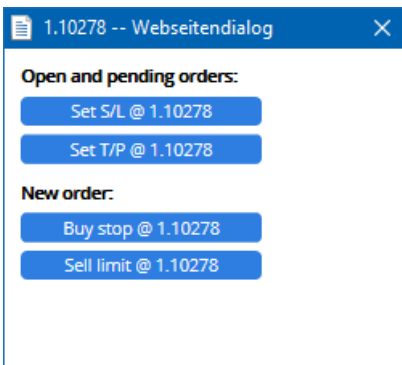 1.10278 -- Webseitendialog
Open and pending orders:
Set S/L @ 1.10278
Set T/P @ 1.10278
New order:
Buy stop @ 1.10278
Sell limit @ 1.10278